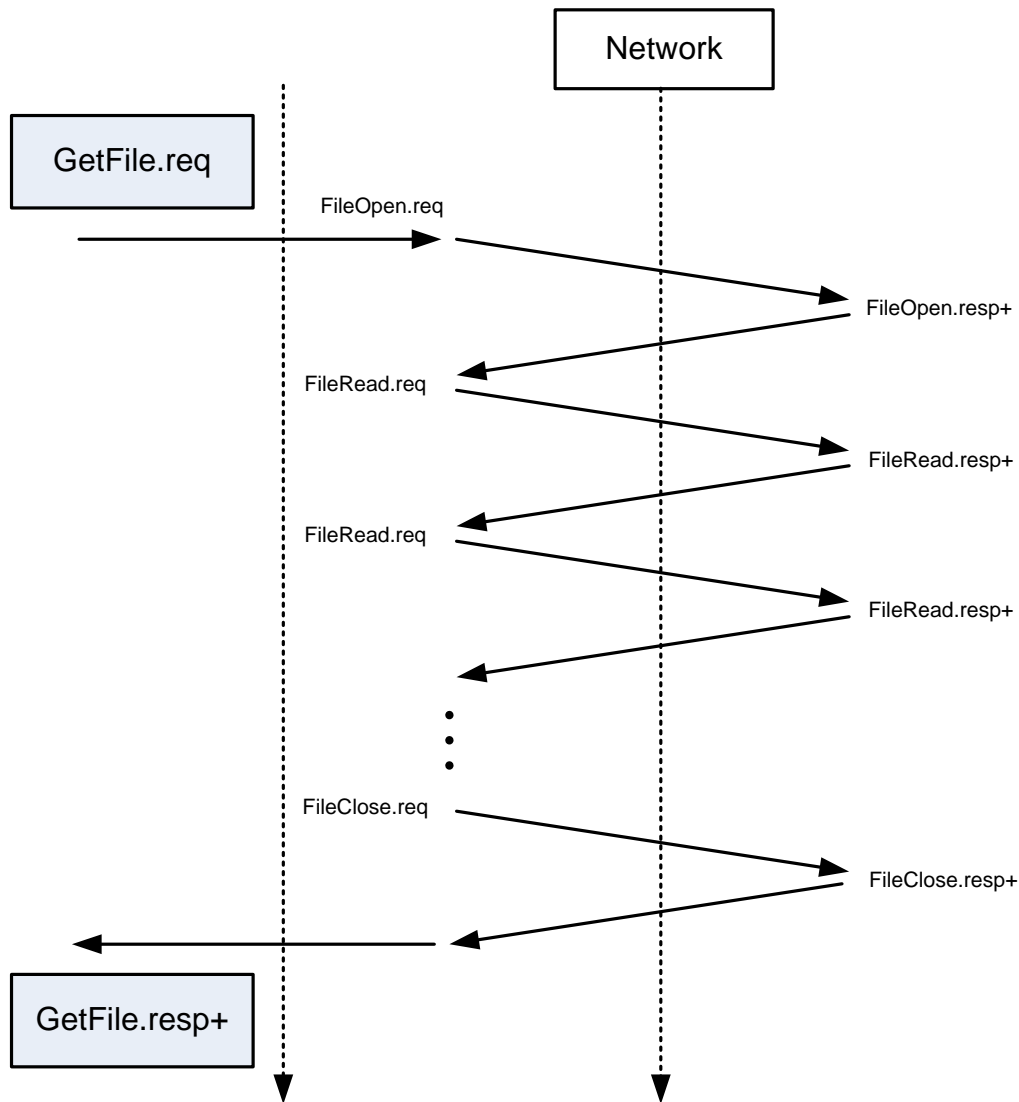 Network
GetFile.req
FileOpen.req
FileOpen.resp+
FileRead.req
FileRead.resp+
FileRead.req
FileRead.resp+
FileClose.req
FileClose.resp+
GetFile.resp+